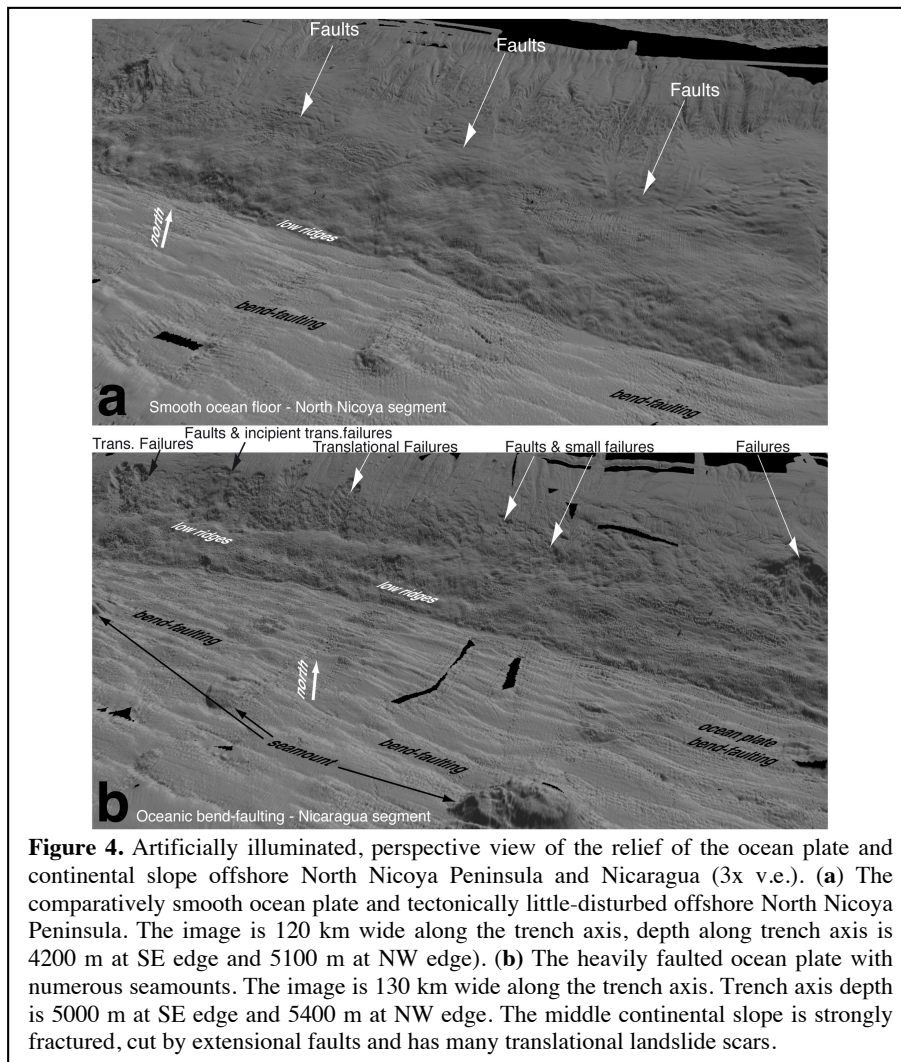 Faults
Faults
Faults
low ridges
north
bend-faulting
bend-faulting
a
Smooth ocean floor - North Nicoya segment
Faults & incipient trans.failures
Trans. Failures
Translational Failures
Faults & small failures
Failures
low ridges
low ridges
bend-faulting
north
ocean plate
bend-faulting
seamount
bend-faulting
b
Oceanic bend-faulting - Nicaragua segment
Figure 4. Artificially illuminated, perspective view of the relief of the ocean plate and
continental slope offshore North Nicoya Peninsula and Nicaragua (3x v.e.). (a) The
comparatively smooth ocean plate and tectonically little-disturbed offshore North Nicoya
Peninsula. The image is 120 km wide along the trench axis, depth along trench axis is
4200 m at SE edge and 5100 m at NW edge). (b) The heavily faulted ocean plate with
numerous seamounts. The image is 130 km wide along the trench axis. Trench axis depth
is 5000 m at SE edge and 5400 m at NW edge. The middle continental slope is strongly
fractured, cut by extensional faults and has many translational landslide scars.